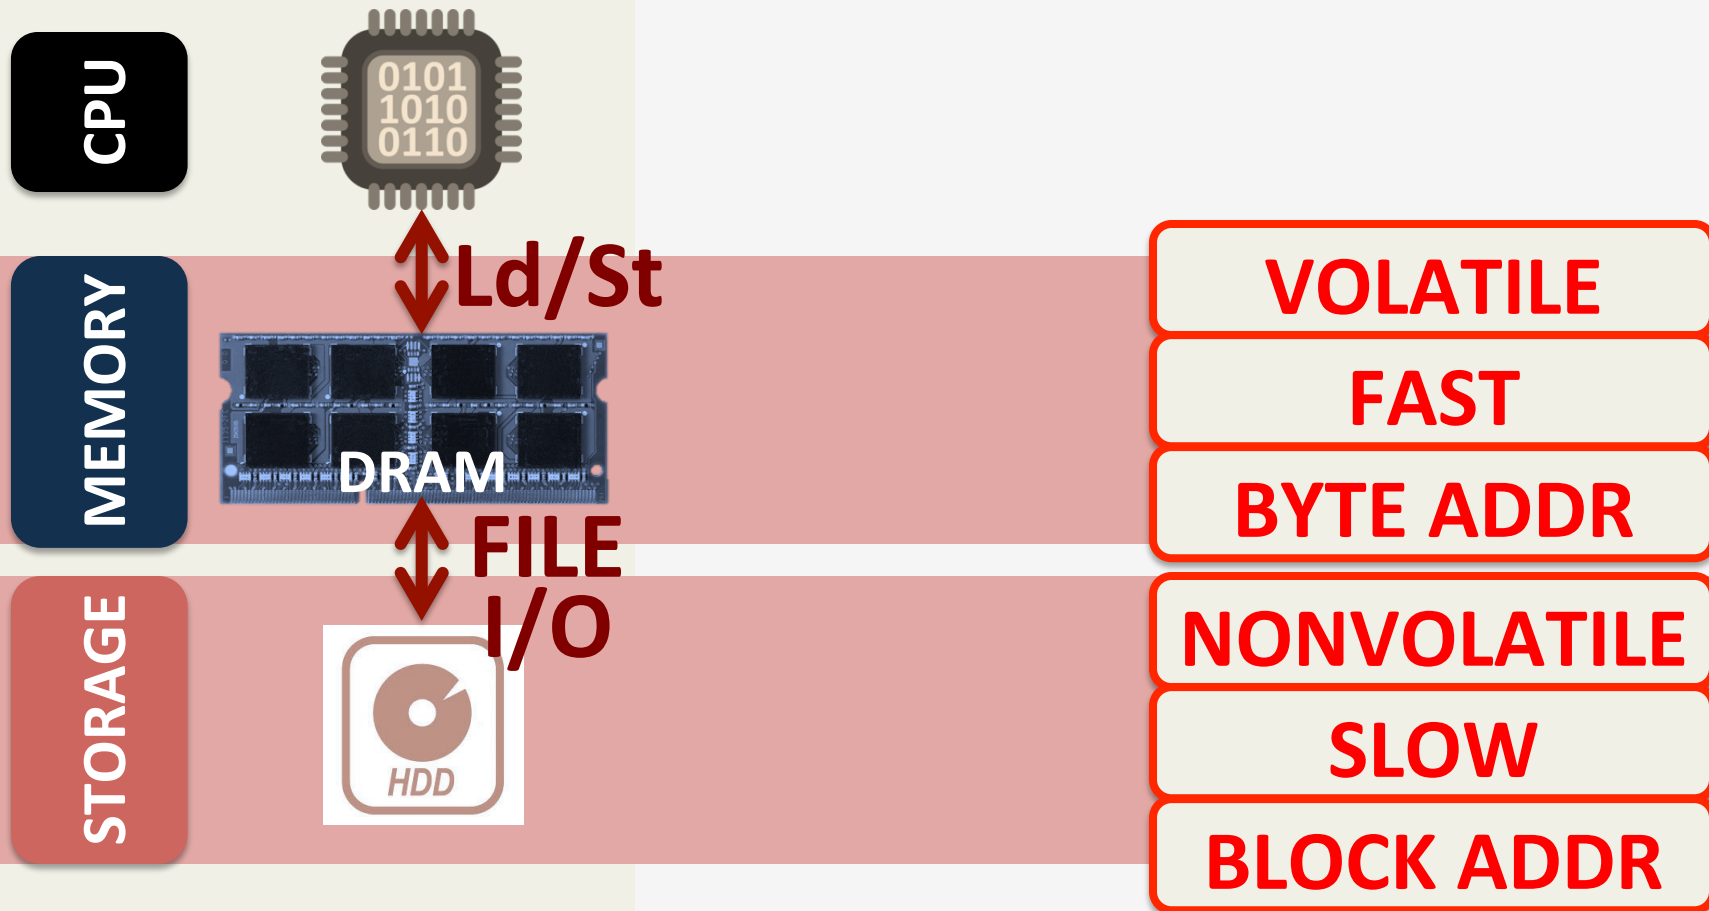 CPU
0101
1010
0110
Ld/St
MEMORY
DRAM
VOLATILE
FAST
BYTE ADDR
FILE
I/O
STORAGE
HDD
NONVOLATILE
SLOW
BLOCK ADDR